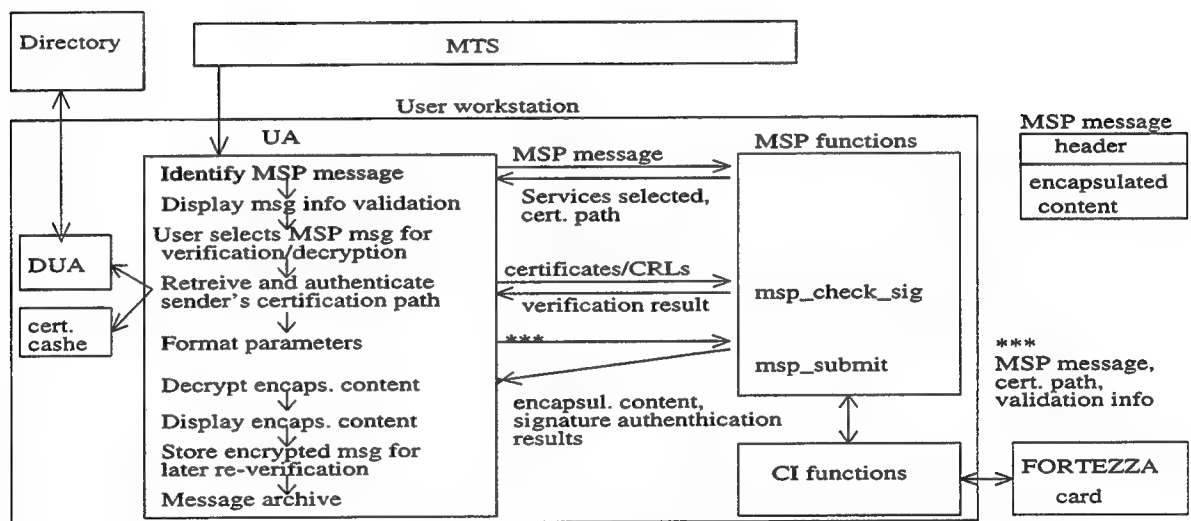 Directory
MTS
User workstation
UA
MSP functions
MSP message
header
encapsulated
content
Identify MSP message
Display msg info validation
User selects MSP msg for
verification/decryption
Retreive and authenticate
sender's certification path
Format parameters
Decrypt encaps. content
Display encaps. content
Store encrypted msg for
later re-verification
Message archive
DUA
cert.
cashe
MSP message
Services selected,
cert. path
certificates/CRLs
verification result
***
encapsul. content,
signature authenthication
results
msp_check_sig
msp_submit
CI functions
***
MSP message,
cert. path,
validation info
FORTEZZA
card